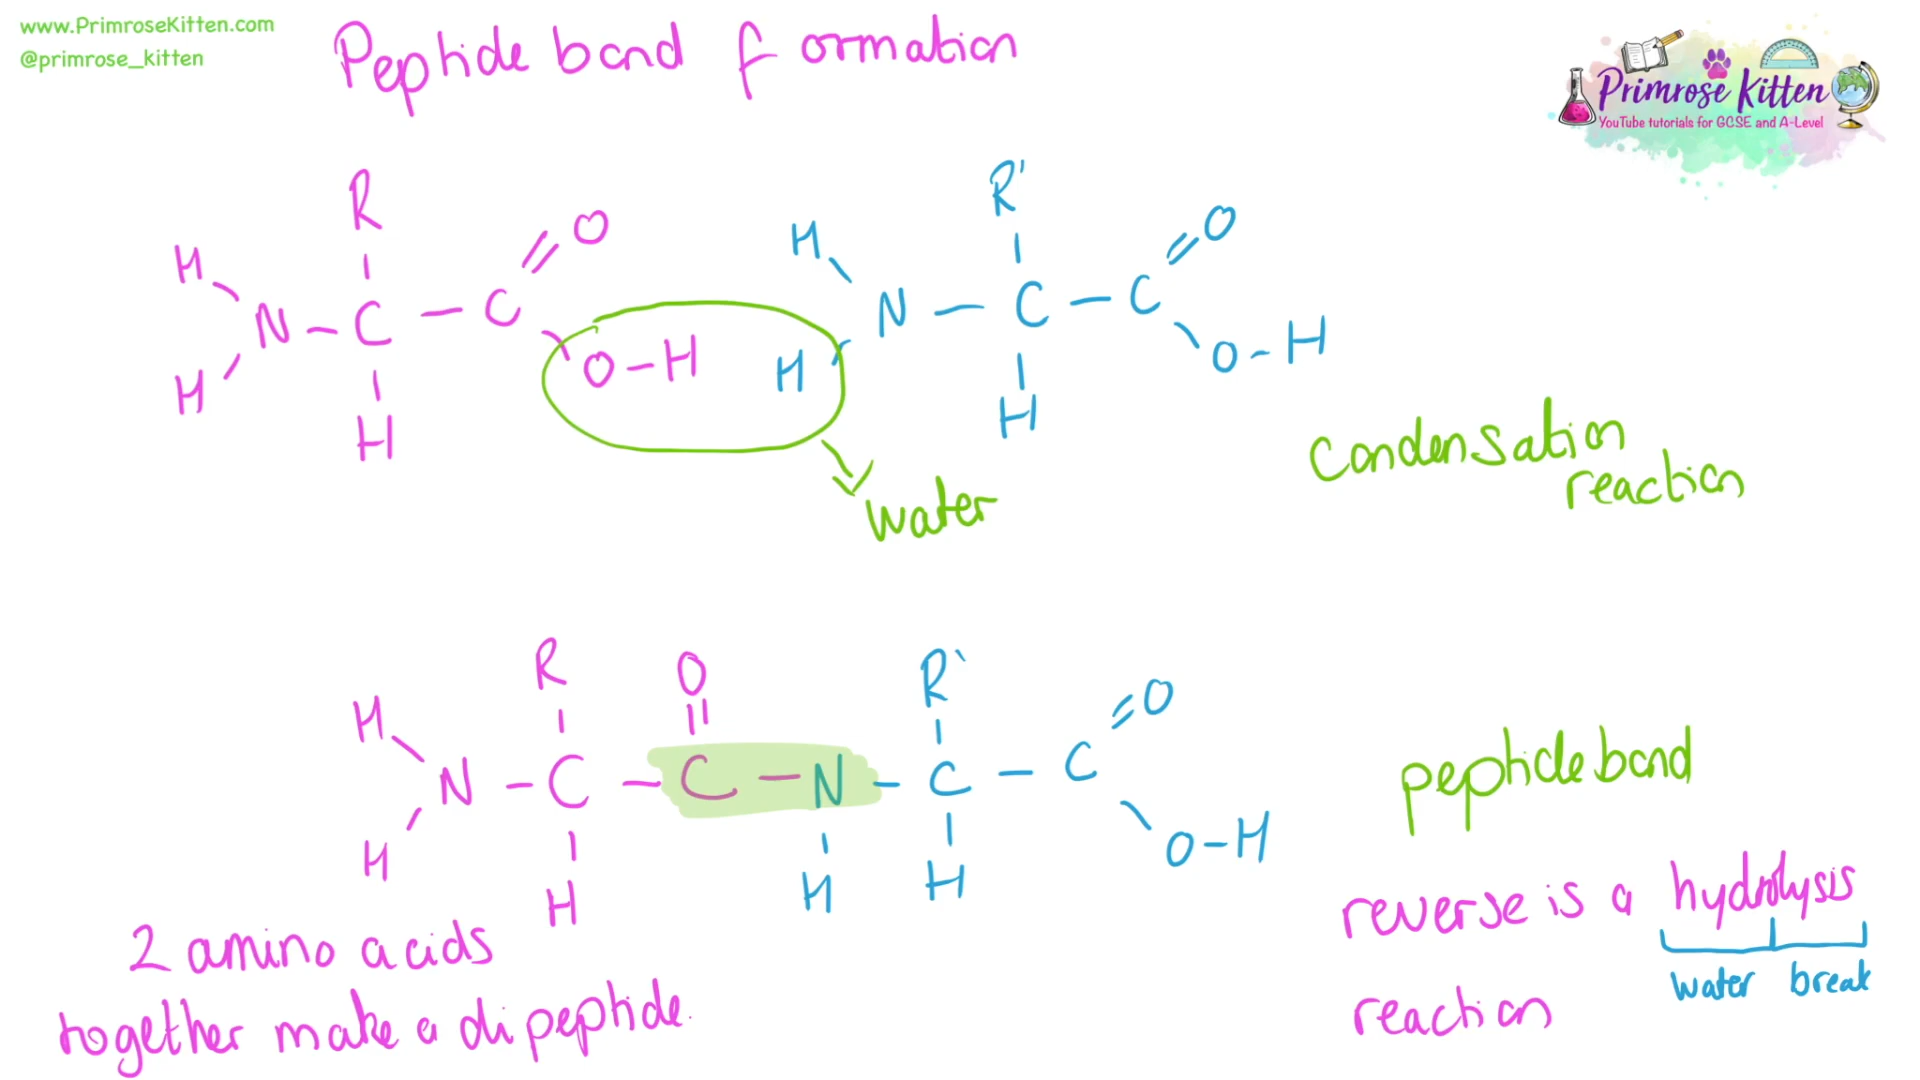 www.PrimroseKitten.com
@primrose_kitten
Peptide bond formation
Primrose Kitten
YouTube tutorials for GCSE and A-Level
R
R'
H
O
H
O
N - C - C
N - C - C
H
O-H
H
O-H
H
H
condensation
reaction
water
R
O
R`
O
H
N - C - C - N - C - C
peptide bond
H
H
H
H
O-H
reverse is a hydrolysis
2 amino acids
water break
together make a dipeptide.
reaction